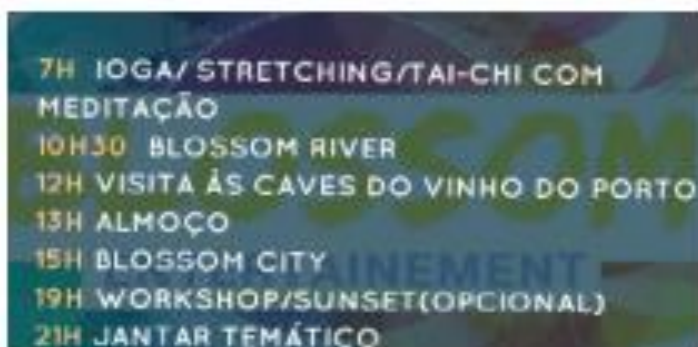 7H IOGA/ STRETCHING/TAI-CHI COM
MEDITAÇÃO
10H30 BLOSSOM RIVER
12H VISITA ÀS CAVES DO VINHO DO PORTO
13H ALMOÇO
15H BLOSSOM CITY
19H WORKSHOP/SUNSET(OPCIONAL)
21H JANTAR TEMÁTICO